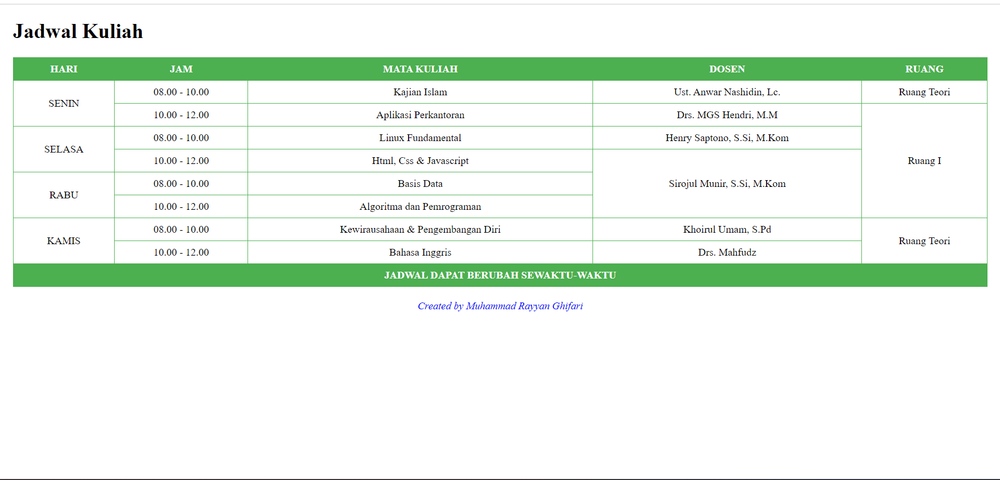 Jadwal Kuliah
HARI JAM MATA KULIAH DOSEN RUANG
SENIN 08.00 - 10.00 Kajian Islam Ust. Anwar Nashidin, Lc. Ruang Teori
10.00 - 12.00 Aplikasi Perkantoran Drs. MGS Hendri, M.M Ruang I
SELASA 08.00 - 10.00 Linux Fundamental Henry Saptono, S.Si, M.Kom
10.00 - 12.00 Html, Css & Javascript Sirojul Munir, S.Si, M.Kom
RABU 08.00 - 10.00 Basis Data
10.00 - 12.00 Algoritma dan Pemrograman
KAMIS 08.00 - 10.00 Kewirausahaan & Pengembangan Diri Khoirul Umam, S.Pd Ruang Teori
10.00 - 12.00 Bahasa Inggris Drs. Mahfudz
JADWAL DAPAT BERUBAH SEWAKTU-WAKTU
Created by Muhammad Rayyan Ghifari